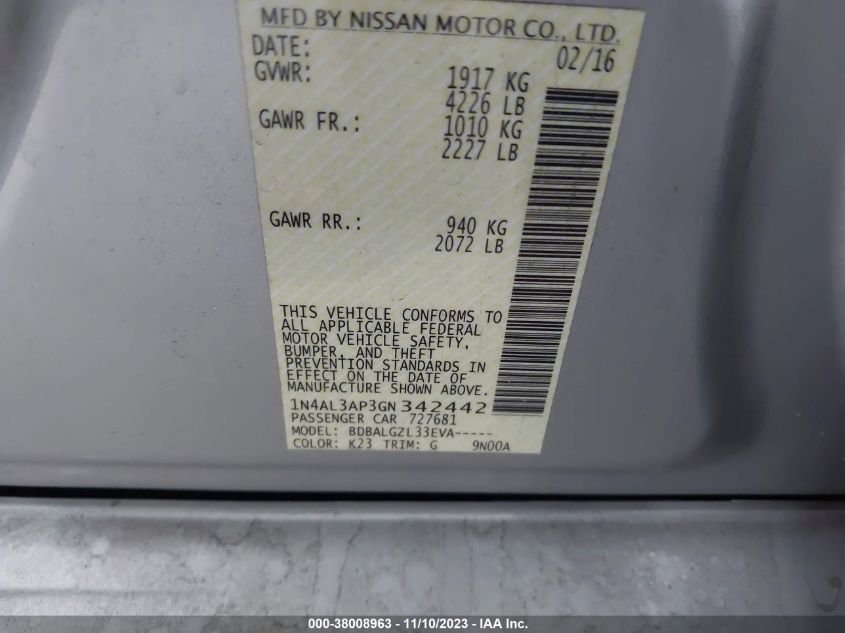 MFD BY NISSAN MOTOR CO., LTD.
DATE: 02/16
GVWR: 1917 KG
4226 LB
GAWR FR.: 1010 KG
2227 LB
GAWR RR.: 940 KG
2072 LB
THIS VEHICLE CONFORMS TO
ALL APPLICABLE FEDERAL
MOTOR VEHICLE SAFETY,
BUMPER, AND THEFT
PREVENTION STANDARDS IN
EFFECT ON THE DATE OF
MANUFACTURE SHOWN ABOVE.
1N4AL3AP3GN342442
PASSENGER CAR 727681
MODEL: BDBALGZL33EVA-----
COLOR: K23 TRIM: G 9N00A
000-38008963 - 11/10/2023 - IAA Inc.